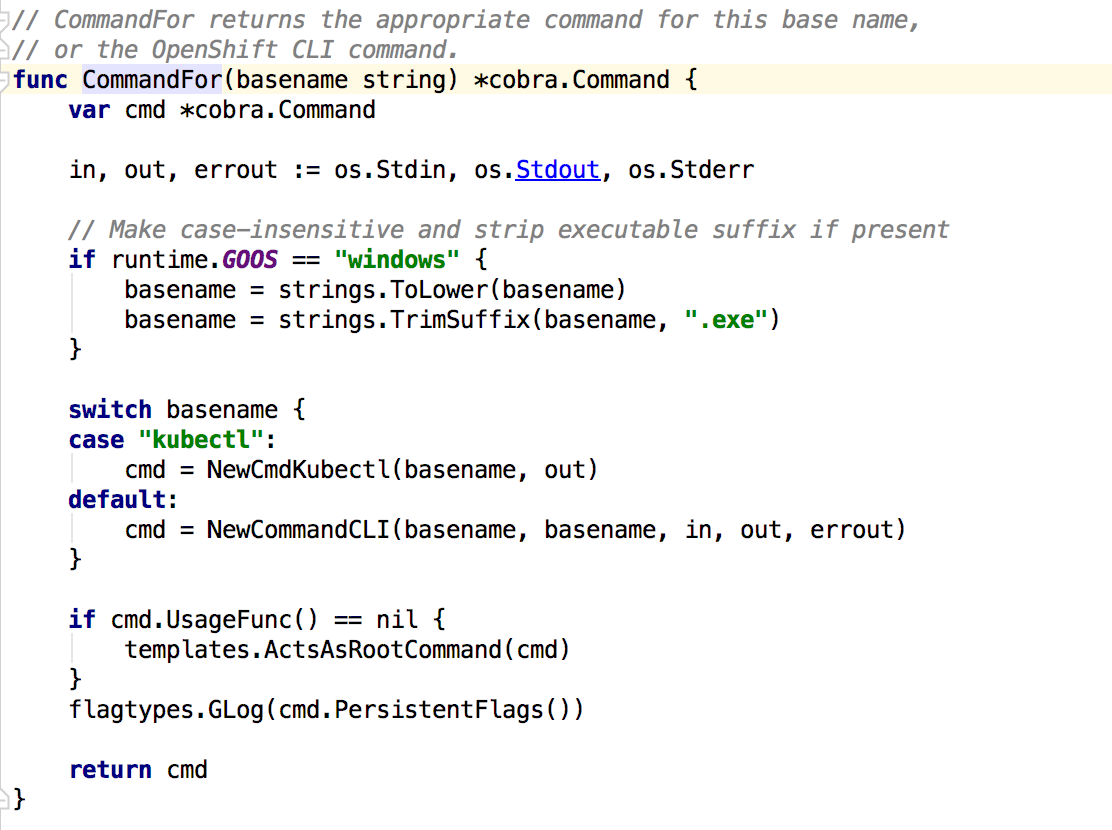 // CommandFor returns the appropriate command for this base name,
// or the OpenShift CLI command.
func CommandFor(basename string) *cobra.Command {
    var cmd *cobra.Command

    in, out, errout := os.Stdin, os.Stdout, os.Stderr

    // Make case-insensitive and strip executable suffix if present
    if runtime.GOOS == "windows" {
        basename = strings.ToLower(basename)
        basename = strings.TrimSuffix(basename, ".exe")
    }

    switch basename {
    case "kubectl":
        cmd = NewCmdKubectl(basename, out)
    default:
        cmd = NewCommandCLI(basename, basename, in, out, errout)
    }

    if cmd.UsageFunc() == nil {
        templates.ActsAsRootCommand(cmd)
    }
    flagtypes.GLog(cmd.PersistentFlags())

    return cmd
}